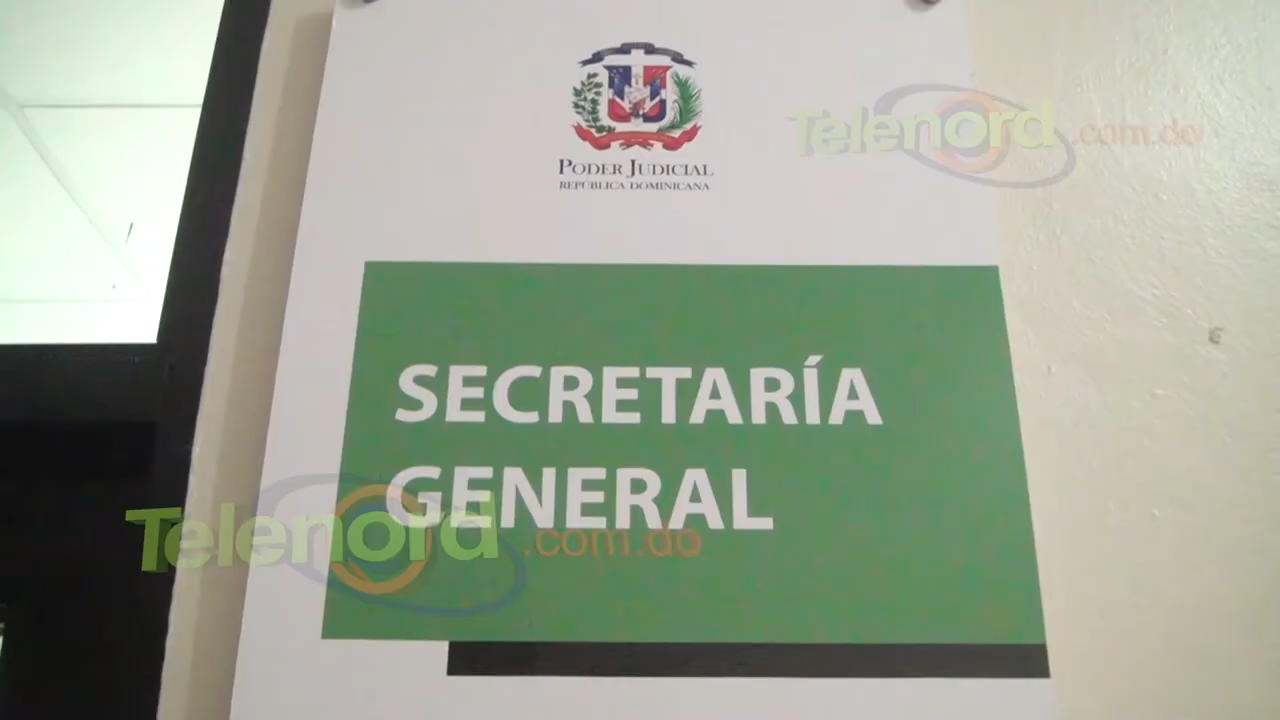 Telenord.com.do
PODER JUDICIAL
REPÚBLICA DOMINICANA
SECRETARÍA
GENERAL
Telenord.com.do